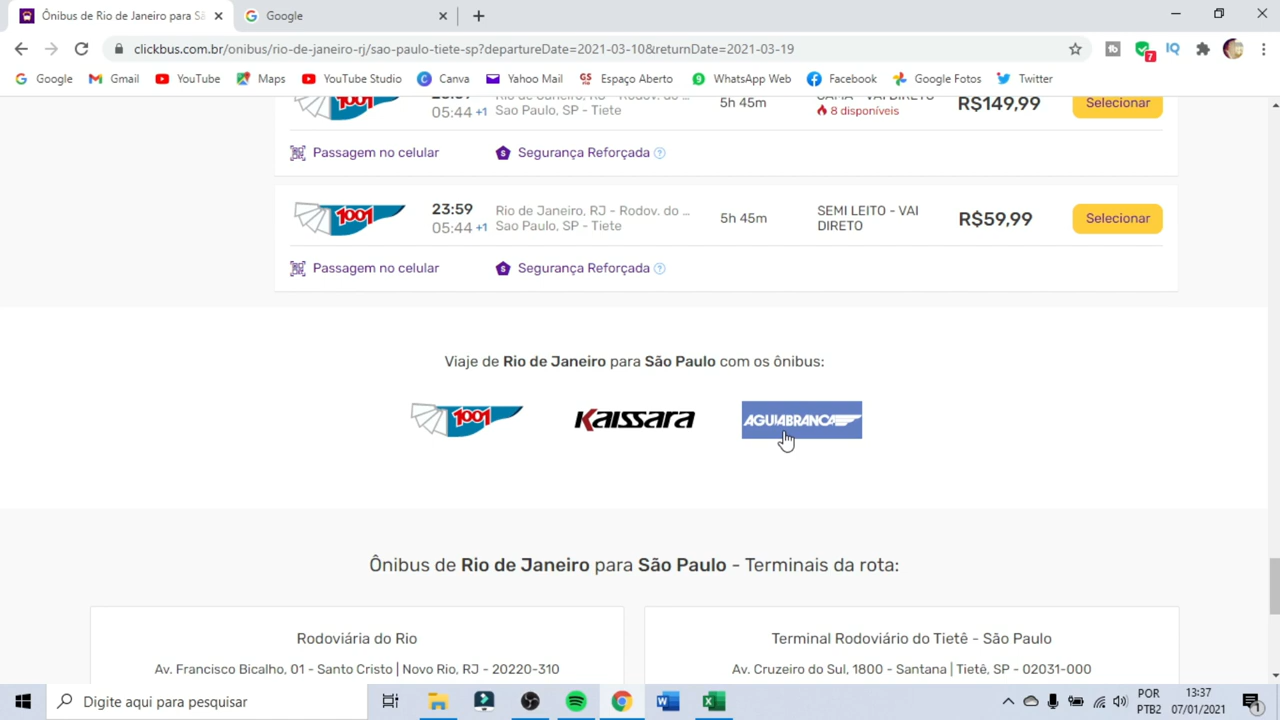 Ônibus de Rio de Janeiro para Sã
Google
clickbus.com.br/onibus/rio-de-janeiro-rj/sao-paulo-tiete-sp?departureDate=2021-03-10&returnDate=2021-03-19
7
IQ
Google
Gmail
YouTube
Maps
YouTube Studio
Canva
Yahoo Mail
Espaço Aberto
WhatsApp Web
Facebook
Google Fotos
Twitter
1001
05:44 +1
Sao Paulo, SP - Tiete
5h 45m
CAMA - VAI DIRETO
8 disponíveis
R$149,99
Selecionar
Passagem no celular
Segurança Reforçada ?
1001
23:59
05:44 +1
Rio de Janeiro, RJ - Rodov. do ...
Sao Paulo, SP - Tiete
5h 45m
SEMI LEITO - VAI
DIRETO
R$59,99
Selecionar
Passagem no celular
Segurança Reforçada ?
Viaje de Rio de Janeiro para São Paulo com os ônibus:
1001
Kaissara
AGUIABRANCA
Ônibus de Rio de Janeiro para São Paulo - Terminais da rota:
Rodoviária do Rio
Av. Francisco Bicalho, 01 - Santo Cristo | Novo Rio, RJ - 20220-310
Terminal Rodoviário do Tietê - São Paulo
Av. Cruzeiro do Sul, 1800 - Santana | Tietê, SP - 02031-000
Digite aqui para pesquisar
POR
PTB2
13:37
07/01/2021
1